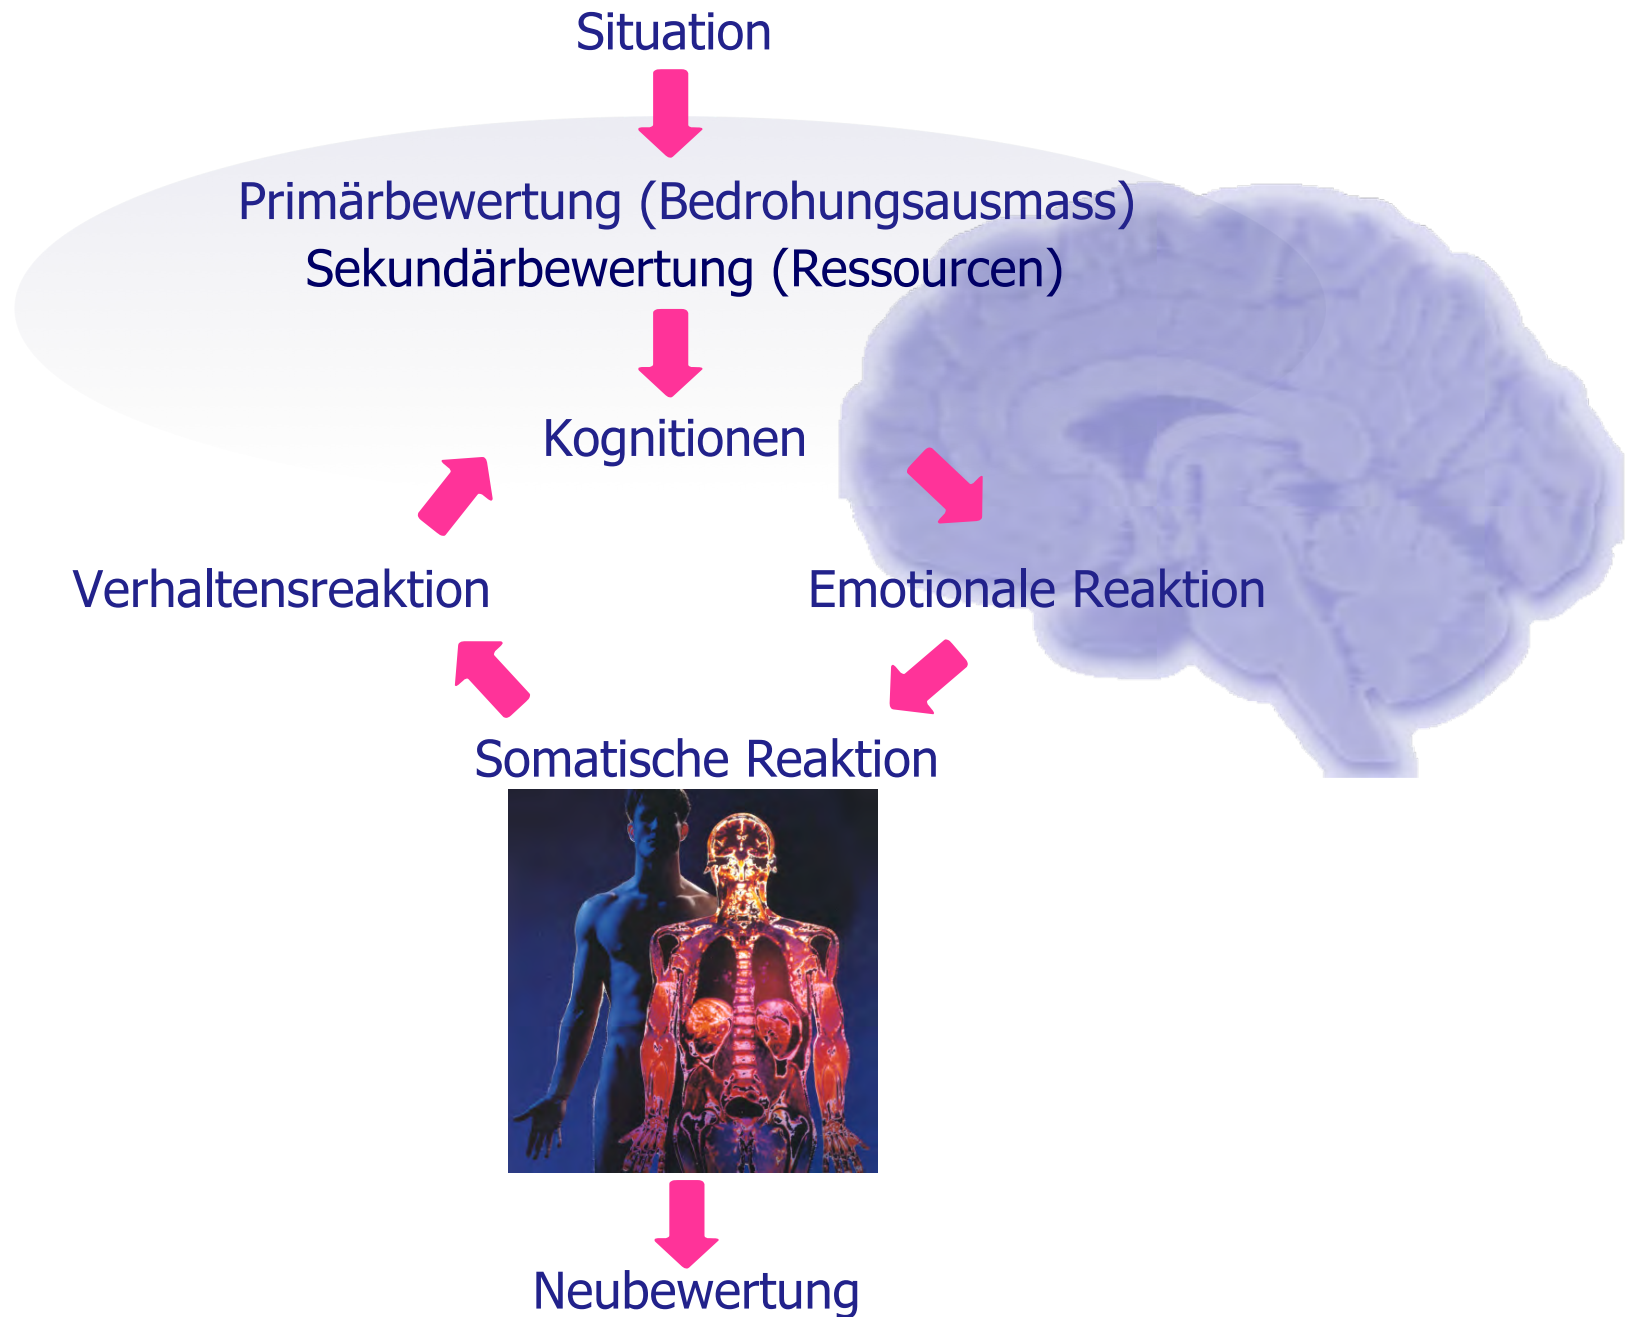 Situation
Primärbewertung (Bedrohungsausmass)
Sekundärbewertung (Ressourcen)
Kognitionen
Verhaltensreaktion
Emotionale Reaktion
Somatische Reaktion
Neubewertung